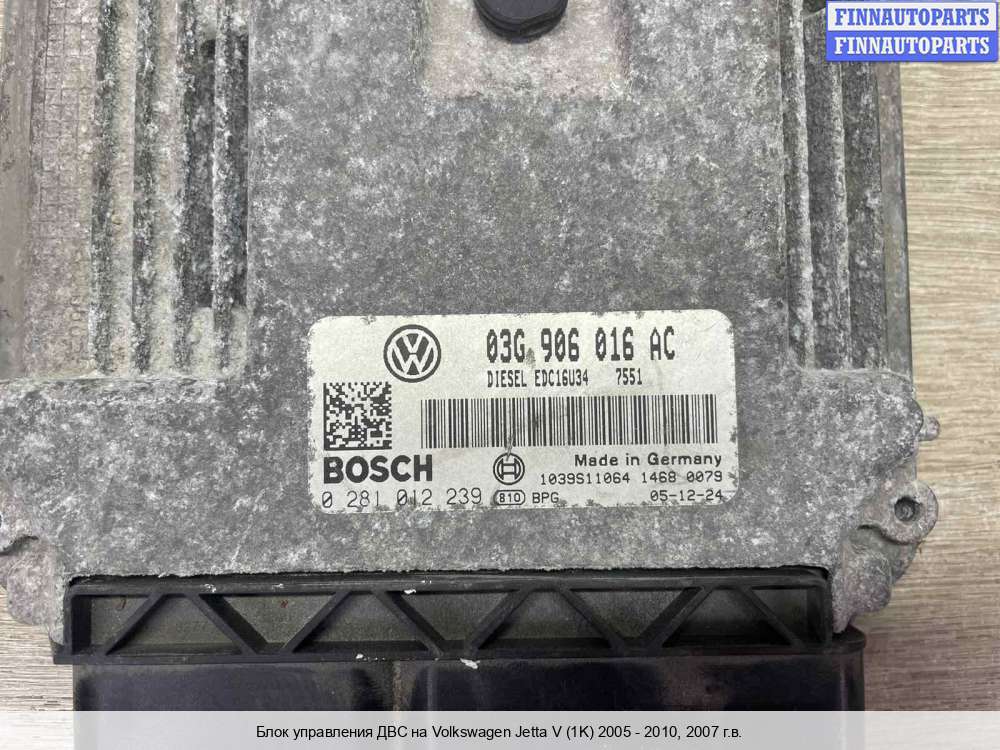 FINNAUTOPARTS
FINNAUTOPARTS
03G 906 016 AC
DIESEL EDC16U34 7551
BOSCH
Made in Germany
1039S11064 1468 0079
0 281 012 239 810 BPG 05-12-24
Блок управления ДВС на Volkswagen Jetta V (1K) 2005 - 2010, 2007 г.в.